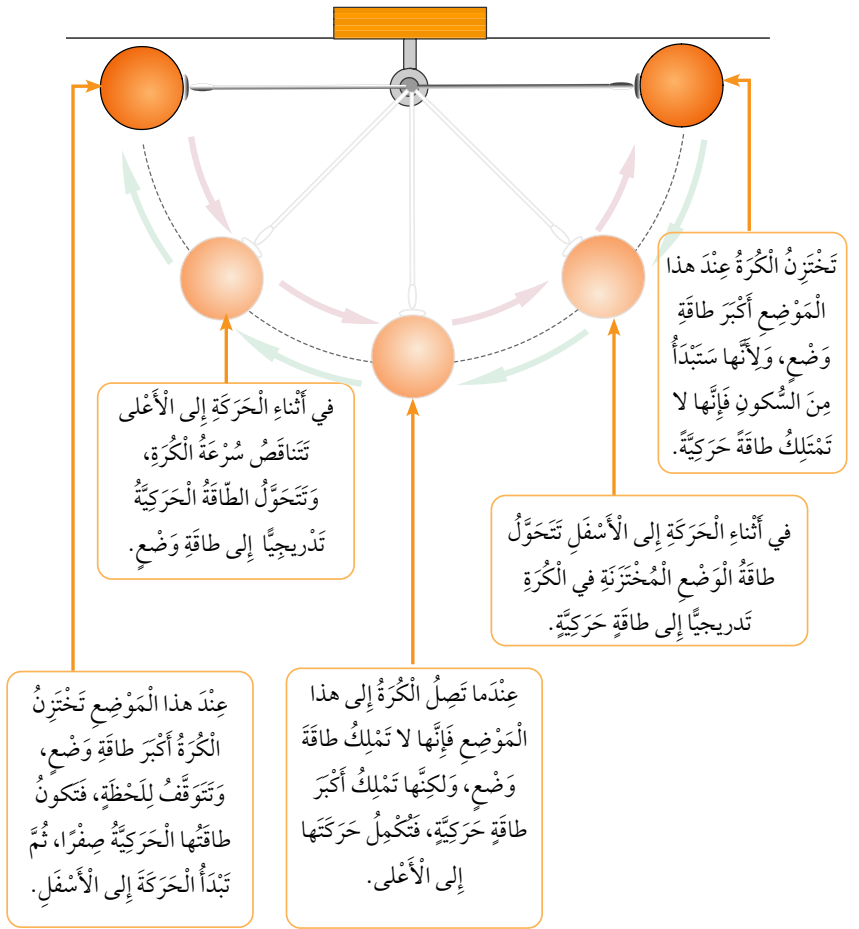 تَخْتَزِنُ الْكُرَةُ عِنْدَ هذا
الْمَوْضِعِ أَكْبَرَ طاقَةِ
وَضْعٍ، وَلِأَنَّها سَتَبْدَأُ
مِنَ السُّكونِ فَإِنَّها لا
تَمْتَلِكُ طاقَةً حَرَكِيَّةً.
في أَثْناءِ الْحَرَكَةِ إِلى الْأَسْفَلِ تَتَحَوَّلُ
طاقَةُ الْوَضْعِ الْمُخْتَزَنَةِ في الْكُرَةِ
تَدريجيًّا إِلى طاقَةٍ حَرَكِيَّةٍ.
عِنْدَما تَصِلُ الْكُرَةُ إِلى هذا
الْمَوْضِعِ فَإِنَّها لا تَمْلِكُ طاقَةَ
وَضْعٍ، وَلكِنَّها تَمْلِكُ أَكْبَرَ
طاقَةٍ حَرَكِيَّةٍ، فَتُكْمِلُ حَرَكَتَها
إِلى الْأَعْلى.
في أَثْناءِ الْحَرَكَةِ إِلى الْأَعْلى
تَتَناقَصُ سُرْعَةُ الْكُرَةِ،
وَتَتَحَوَّلُ الطّاقَةُ الْحَرَكِيَّةُ
تَدْريجِيًّا إِلى طاقَةِ وَضْعٍ.
عِنْدَ هذا الْمَوْضِعِ تَخْتَزِنُ
الْكُرَةُ أَكْبَرَ طاقَةِ وَضْعٍ،
وَتَتَوَقَّفُ لِلَحْظَةٍ، فَتَكونُ
طاقَتُها الْحَرَكِيَّةُ صِفْرًا، ثُمَّ
تَبْدَأُ الْحَرَكَةَ إِلى الْأَسْفَلِ.